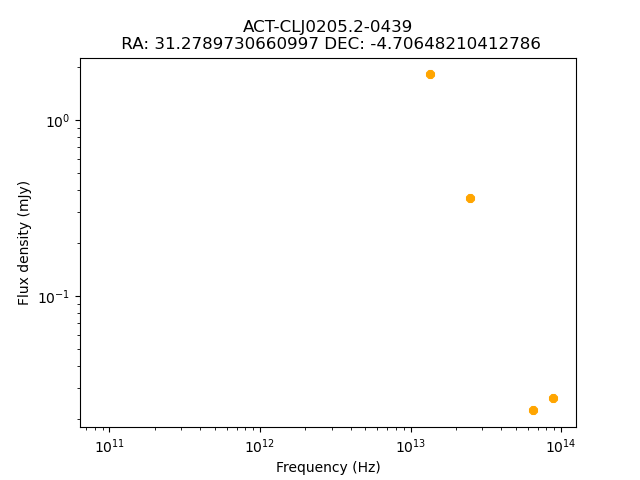 ACT-CLJ0205.2-0439
RA: 31.2789730660997 DEC: -4.70648210412786
10⁰
10⁻¹
Flux density (mJy)
10¹¹ 10¹² 10¹³ 10¹⁴
Frequency (Hz)